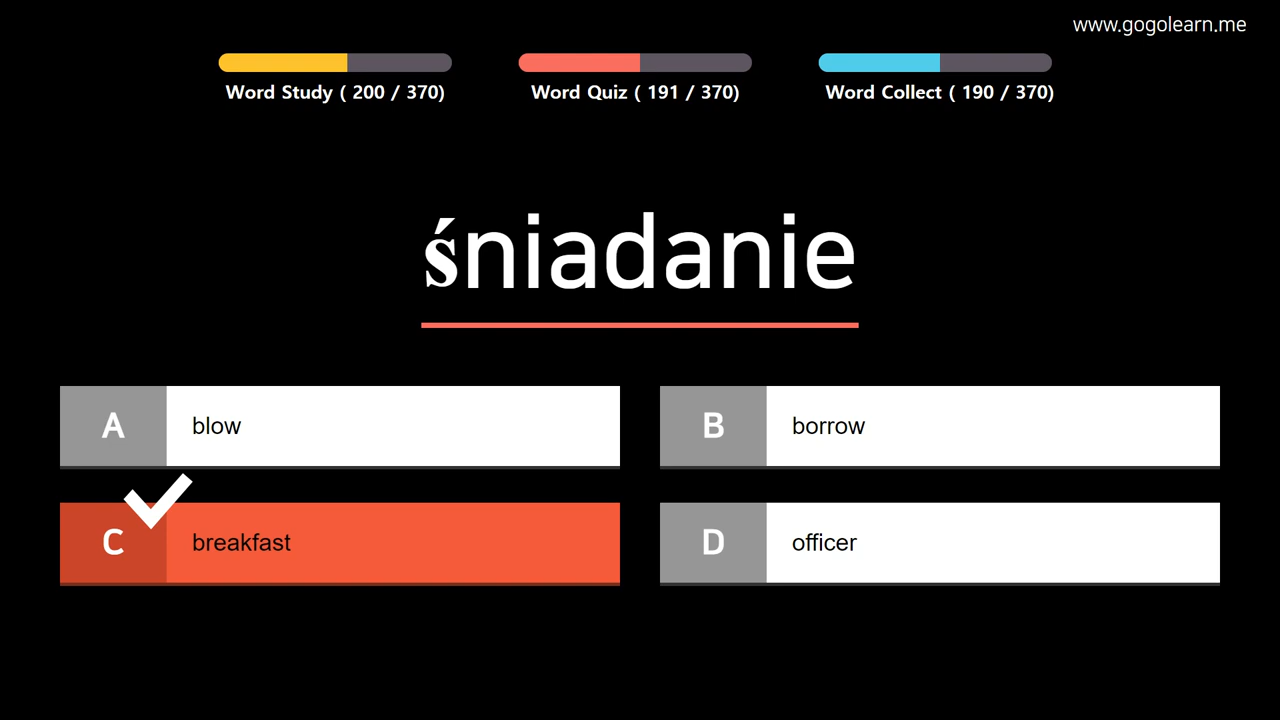 www.gogolearn.me
Word Study ( 200 / 370)
Word Quiz ( 191 / 370)
Word Collect ( 190 / 370)
śniadanie
A blow
B borrow
C breakfast
D officer